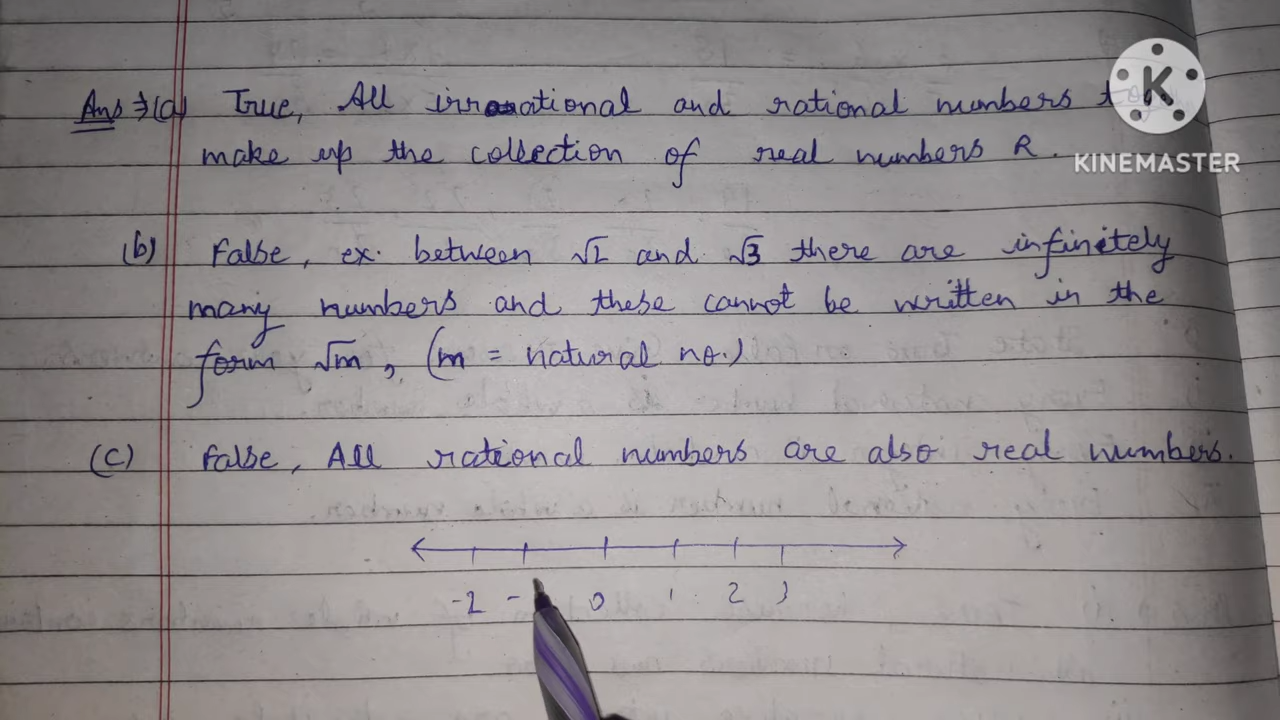 Ans → (a) True, All irrational and rational numbers
make up the collection of real numbers R.
KINEMASTER
(b) False, ex. between √2 and √3 there are infinitely
many numbers and these cannot be written in the
form √m, (m = natural no.)
(c) False, All rational numbers are also real numbers.
-2 - 0 1 2 3